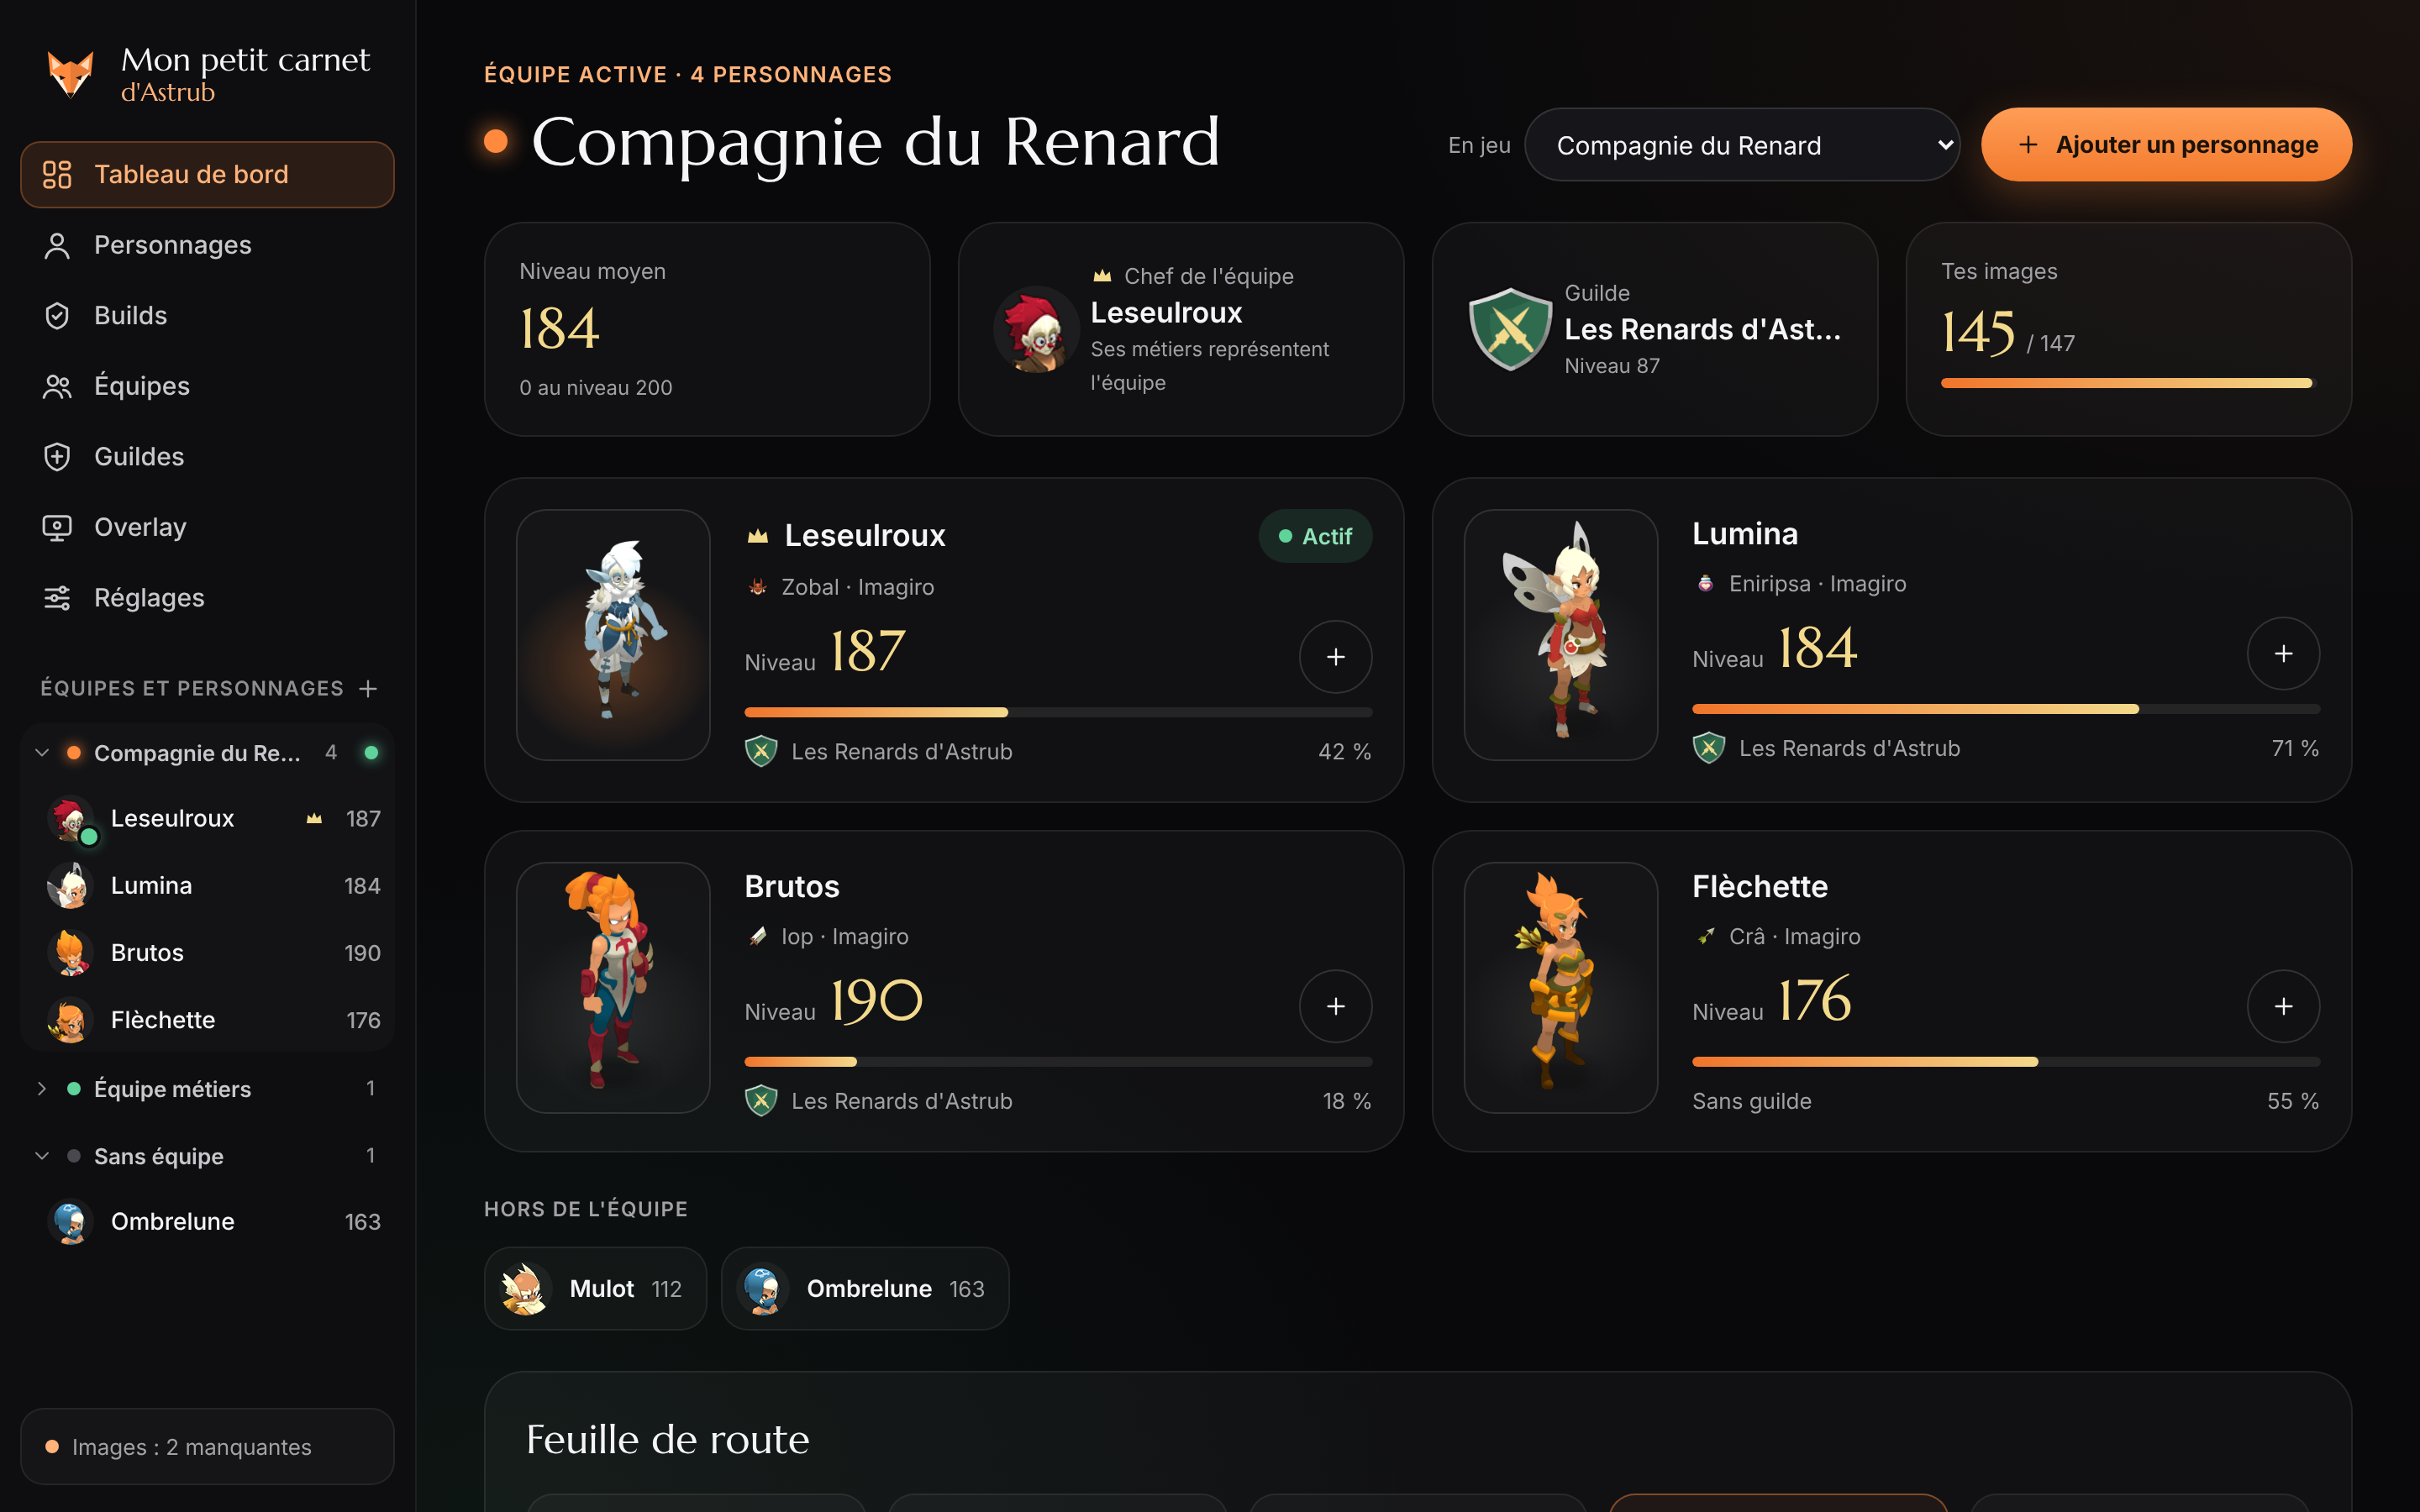 Mon petit carnet
d'Astrub
Tableau de bord
Personnages
Builds
Équipes
Guildes
Overlay
Réglages
ÉQUIPES ET PERSONNAGES
Compagnie du Re... 4
Leseulroux 187
Lumina 184
Brutos 190
Flèchette 176
Équipe métiers 1
Sans équipe 1
Ombrelune 163
Images : 2 manquantes
ÉQUIPE ACTIVE · 4 PERSONNAGES
Compagnie du Renard
En jeu
Compagnie du Renard
+ Ajouter un personnage
Niveau moyen
184
0 au niveau 200
Chef de l'équipe
Leseulroux
Ses métiers représentent
l'équipe
Guilde
Les Renards d'Ast...
Niveau 87
Tes images
145 / 147
Leseulroux
Actif
Zobal · Imagiro
Niveau 187
Les Renards d'Astrub 42 %
Lumina
Eniripsa · Imagiro
Niveau 184
Les Renards d'Astrub 71 %
Brutos
Iop · Imagiro
Niveau 190
Les Renards d'Astrub 18 %
Flèchette
Crâ · Imagiro
Niveau 176
Sans guilde 55 %
HORS DE L'ÉQUIPE
Mulot 112
Ombrelune 163
Feuille de route